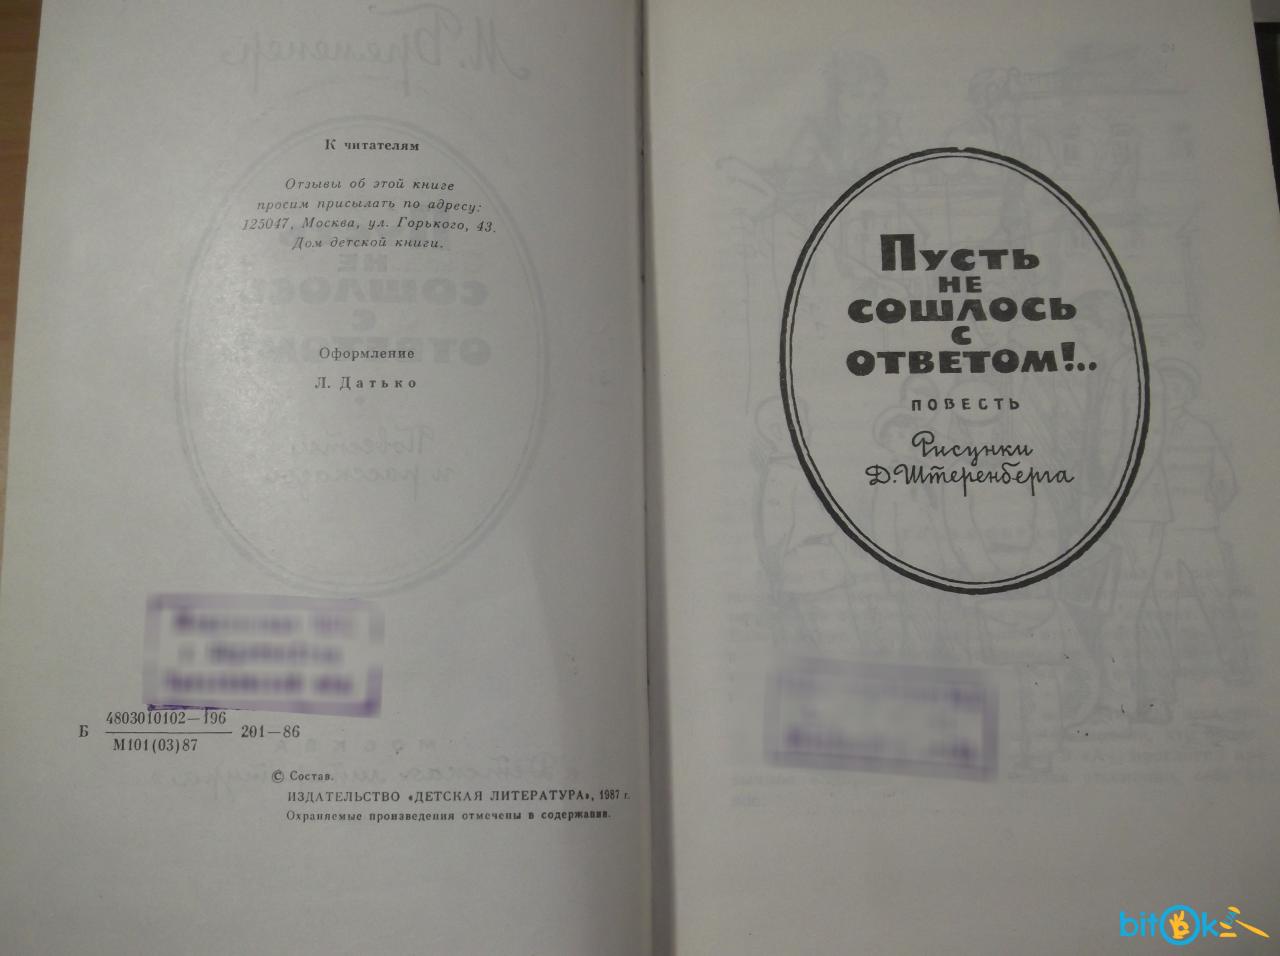 К читателям
Отзывы об этой книге
просим присылать по адресу:
125047, Москва, ул. Горького, 43.
Дом детской книги.
Оформление
Л. Датько
Б 4803010102—196 201—86
М101(03)87
© Состав.
ИЗДАТЕЛЬСТВО «ДЕТСКАЯ ЛИТЕРАТУРА», 1987 г.
Охраняемые произведения отмечены в содержании.
Пусть
не
сошлось
с
ответом!..
ПОВЕСТЬ
Рисунки
Д. Штеренберга
bitOk